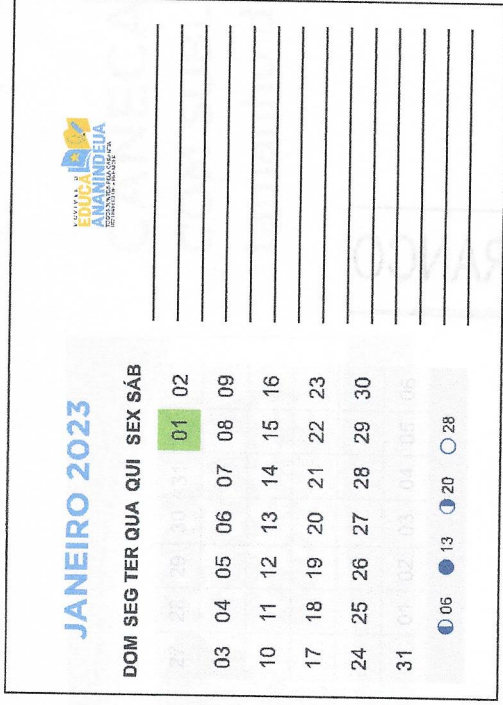 JANEIRO 2023
EDUCA
ANANINDEUA
DOM SEG TER QUA QUI SEX SÁB
27 28 29 30 31 01 02
03 04 05 06 07 08 09
10 11 12 13 14 15 16
17 18 19 20 21 22 23
24 25 26 27 28 29 30
31 01 02 03 04 05 06
06 13 20 28